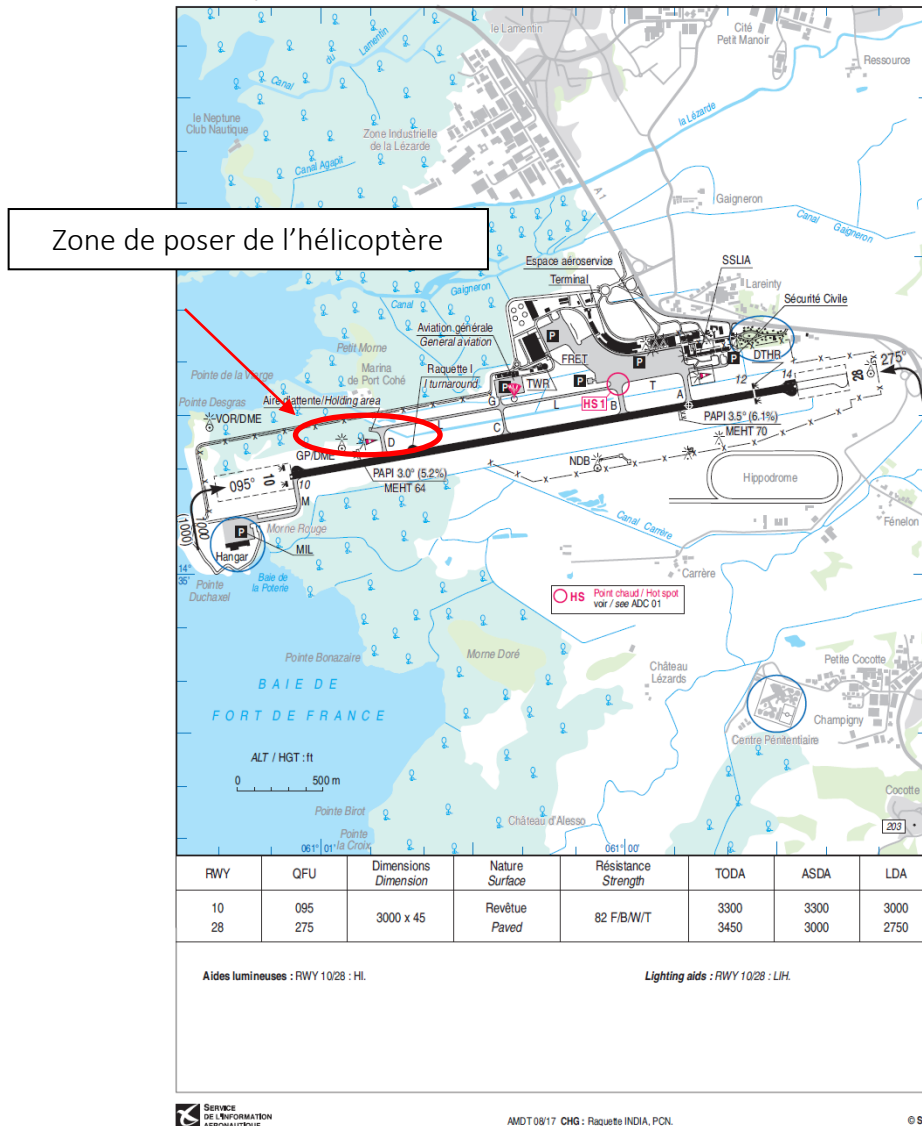 le Lamentin
Cité
Petit Manoir
Ressource
Canal du Lamentin
le Neptune
Club Nautique
Zone Industrielle
de la Lézarde
la Lézarde
Canal Agapit
A 1
Gaigneron
Canal Gaigneron
Zone de poser de l'hélicoptère
Espace aéroservice
Terminal
SSLIA
Lareinty
Sécurité Civile
Canal Gaigneron
Aviation générale
General aviation
Petit Morne
Raquette I
I turnaround
Marina
de Port Cohé
Pointe de la Vierge
Aire d'attente/Holding area
Pointe Desgras
VOR/DME
P
P
P
P
P
FRET
TWR
HS 1
G
L
T
A
B
C
D
E
DTHR
12
14
28
275°
PAPI 3.5° (6.1%)
MEHT 70
GP/DME
PAPI 3.0° (5.2%)
MEHT 64
NDB
Hippodrome
095°
10
10
M
000
(1000)
Morne Rouge
P
MIL
Hangar
Canal Carrère
Fénelon
14
35'
Pointe
Duchaxel
Baie de
la Poterie
Carrère
HS Point chaud / Hot spot
voir / see ADC 01
Pointe Bonazaire
Morne Doré
Château
Lézards
Petite Cocotte
BAIE DE
FORT DE FRANCE
Champigny
Centre Pénitentiaire
ALT / HGT : ft
0 500 m
Cocotte
Pointe Birot
Château d'Alesso
203
Pointe
la Croix
061° 01'
061° 00'
RWY QFU Dimensions Nature Résistance TODA ASDA LDA
Dimension Surface Strength
10 095 3000 x 45 Revêtue 82 F/B/W/T 3300 3300 3000
28 275 Paved 3450 3000 2750
Aides lumineuses : RWY 10/28 : HI. Lighting aids : RWY 10/28 : LIH.
SERVICE
DE L'INFORMATION
AERONAUTIQUE
AMDT 08/17 CHG : Raquette INDIA, PCN.
© S